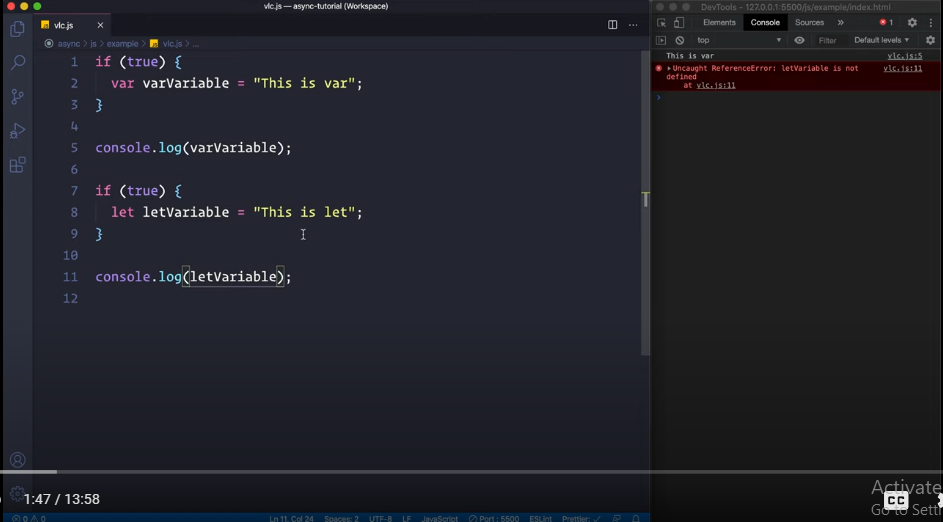 vlc.js — async-tutorial (Workspace)
vlc.js ×
async > js > example > vlc.js > ...
1 if (true) {
2 var varVariable = "This is var";
3 }
4
5 console.log(varVariable);
6
7 if (true) {
8 let letVariable = "This is let";
9 }
10
11 console.log(letVariable);
12
DevTools - 127.0.0.1:5500/js/example/index.html
Elements Console Sources » 1
top Filter Default levels
This is var vlc.js:5
Uncaught ReferenceError: letVariable is not vlc.js:11
defined
at vlc.js:11
1:47 / 13:58
Activate
CC
Go to Setti
0 0 Ln 11, Col 24 Spaces: 2 UTF-8 LF JavaScript Port : 5500 ESLint Prettier: ✓